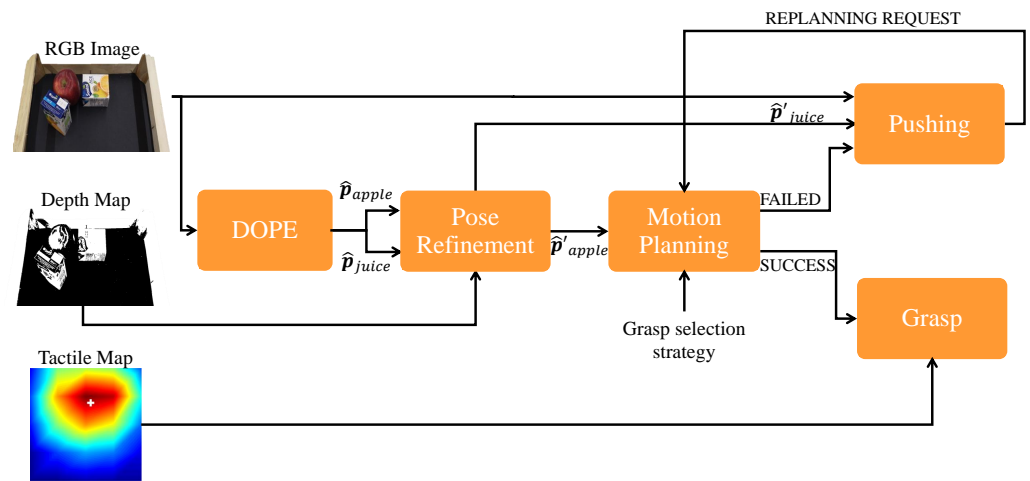 REPLANNING REQUEST
RGB Image
Pushing
p̂′juice
Depth Map
p̂apple
FAILED
DOPE
Pose
Refinement
Motion
Planning
p̂′apple
p̂juice
SUCCESS
Grasp
Grasp selection
strategy
Tactile Map